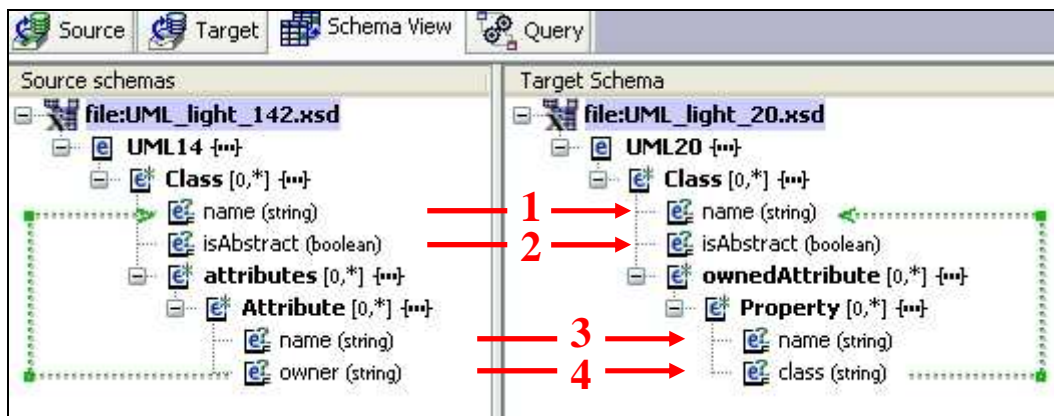 Source Target Schema View Query
Source schemas
file:UML_light_142.xsd
UML14 {...}
Class [0,*] {...}
name (string)
isAbstract (boolean)
attributes [0,*] {...}
Attribute [0,*] {...}
name (string)
owner (string)
1
2
3
4
Target Schema
file:UML_light_20.xsd
UML20 {...}
Class [0,*] {...}
name (string)
isAbstract (boolean)
ownedAttribute [0,*] {...}
Property [0,*] {...}
name (string)
class (string)